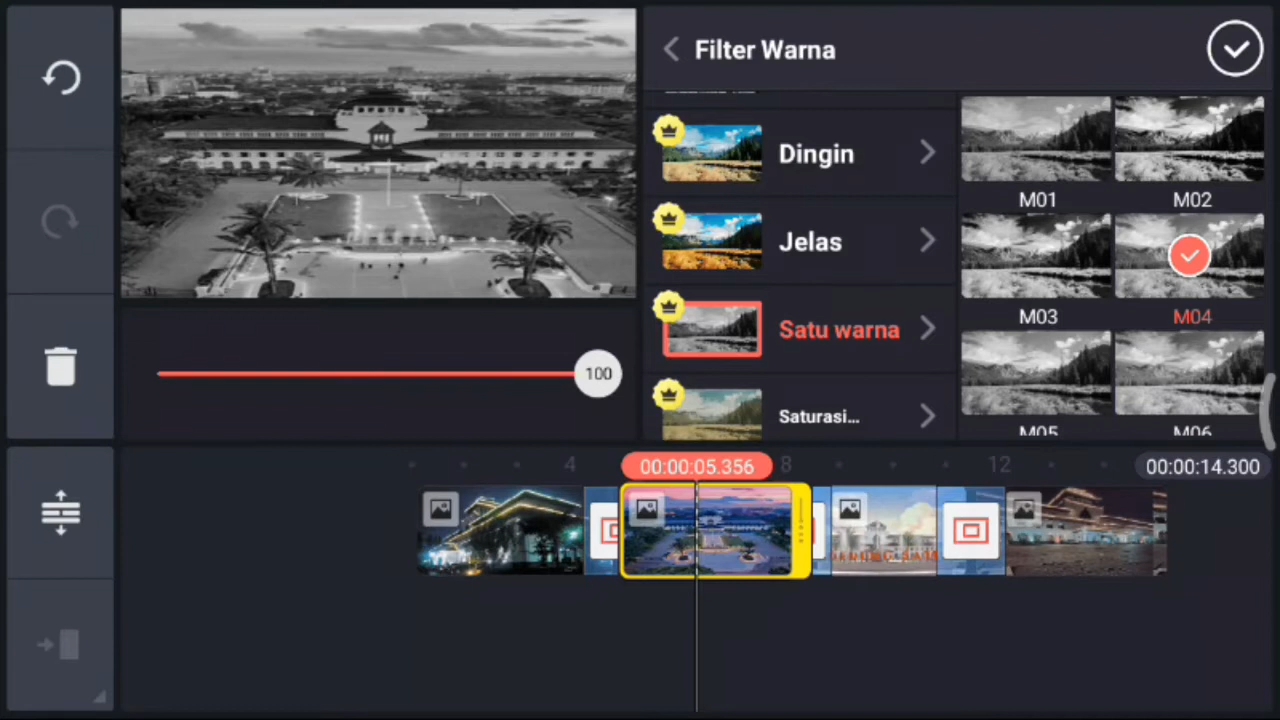 Filter Warna
Dingin
Jelas
Satu warna
Saturasi...
M01
M02
M03
M04
M05
M06
100
4
00:00:05.356
8
12
00:00:14.300